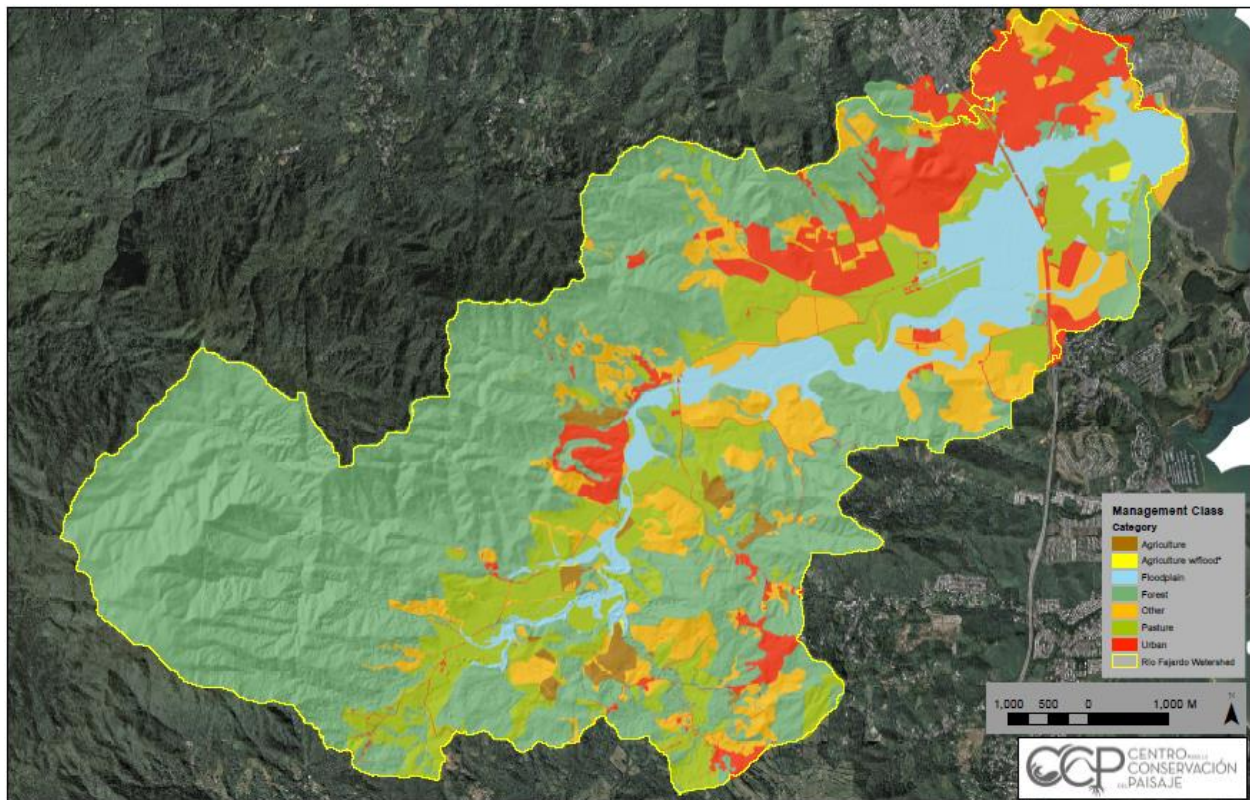 Management Class
Category
Agriculture
Agriculture w/flood*
Floodplain
Forest
Other
Pasture
Urban
Río Fajardo Watershed
N
1,000 500 0 1,000 M
CCP
CENTRO PARA LA
CONSERVACIÓN
DEL PAISAJE